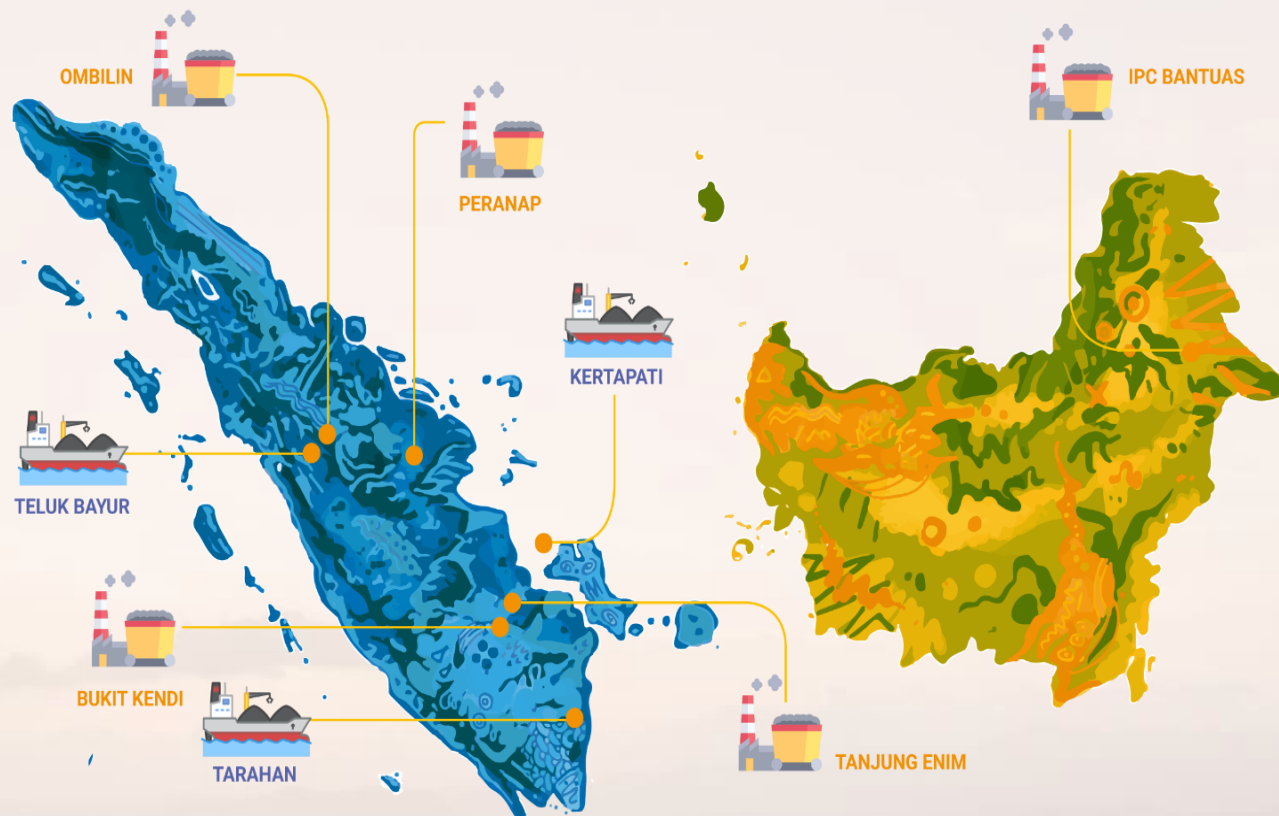 OMBILIN
IPC BANTUAS
PERANAP
KERTAPATI
TELUK BAYUR
BUKIT KENDI
TARAHAN
TANJUNG ENIM